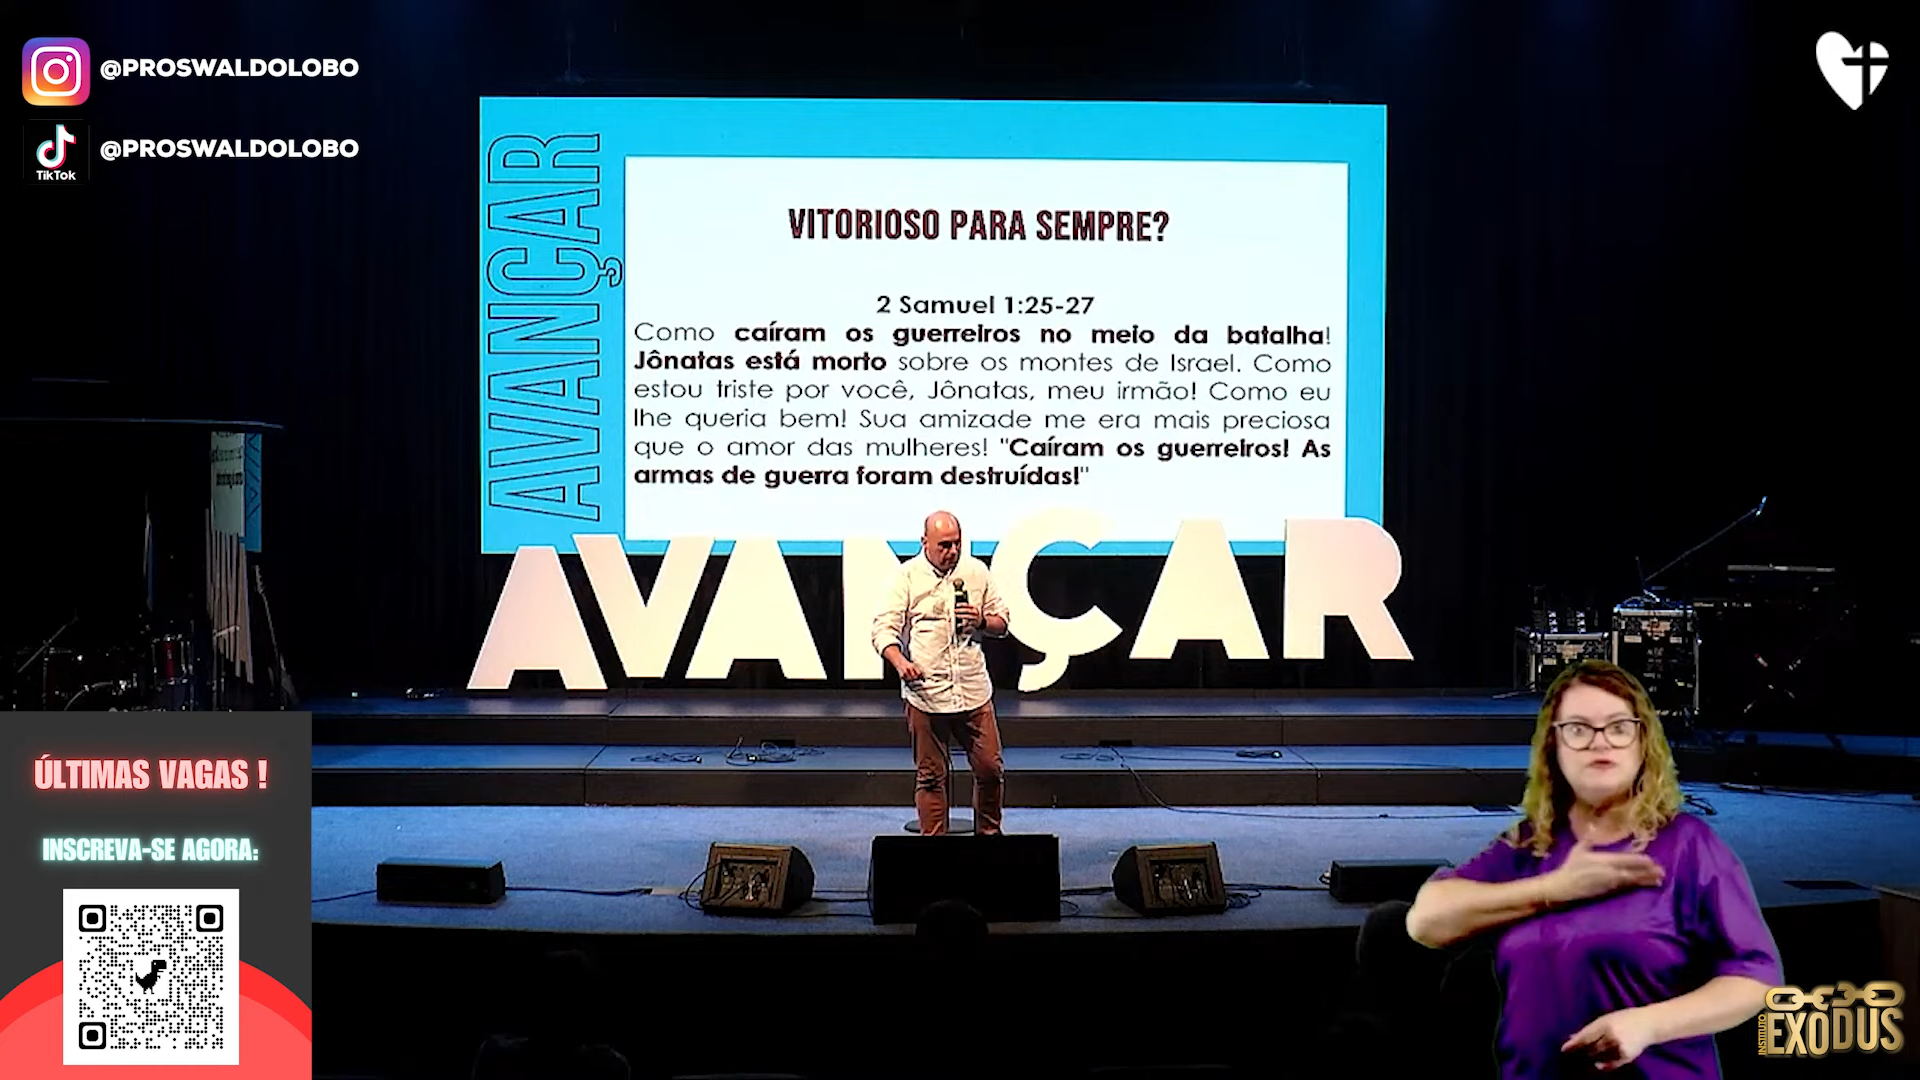 @PROSWALDOLOBO
TikTok
@PROSWALDOLOBO
AVANÇAR
VITORIOSO PARA SEMPRE?
2 Samuel 1:25-27
Como caíram os guerreiros no meio da batalha!
Jônatas está morto sobre os montes de Israel. Como
estou triste por você, Jônatas, meu irmão! Como eu
lhe queria bem! Sua amizade me era mais preciosa
que o amor das mulheres! "Caíram os guerreiros! As
armas de guerra foram destruídas!"
AVANÇAR
ÚLTIMAS VAGAS !
INSCREVA-SE AGORA:
INSTITUTO
EXODUS